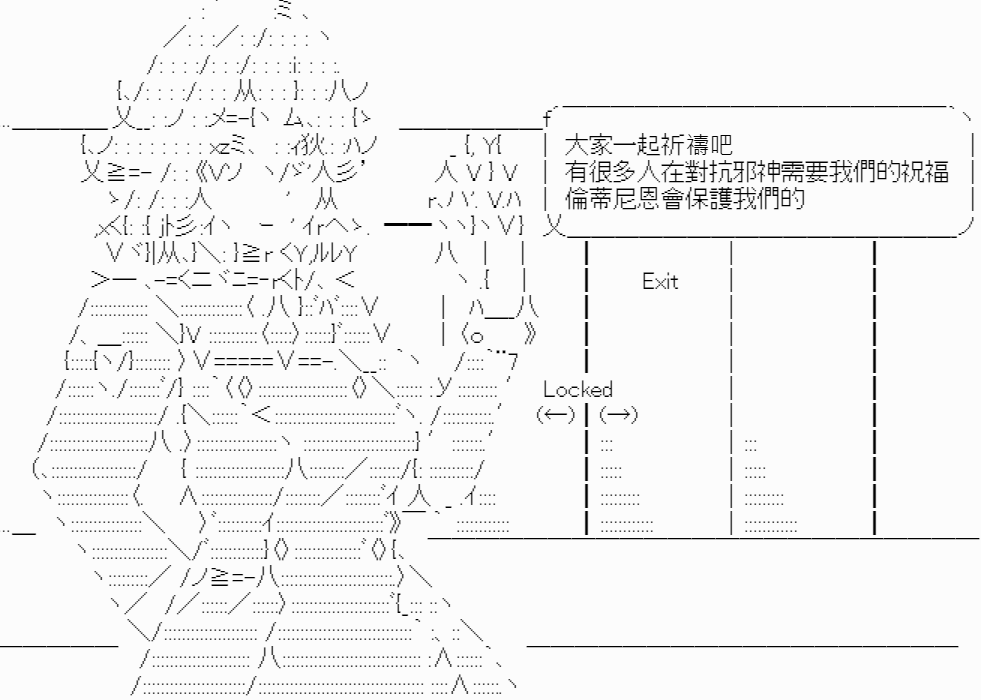 大家一起祈禱吧
有很多人在對抗邪神需要我們的祝福
倫蒂尼恩會保護我們的
Exit
Locked
(←) (→)